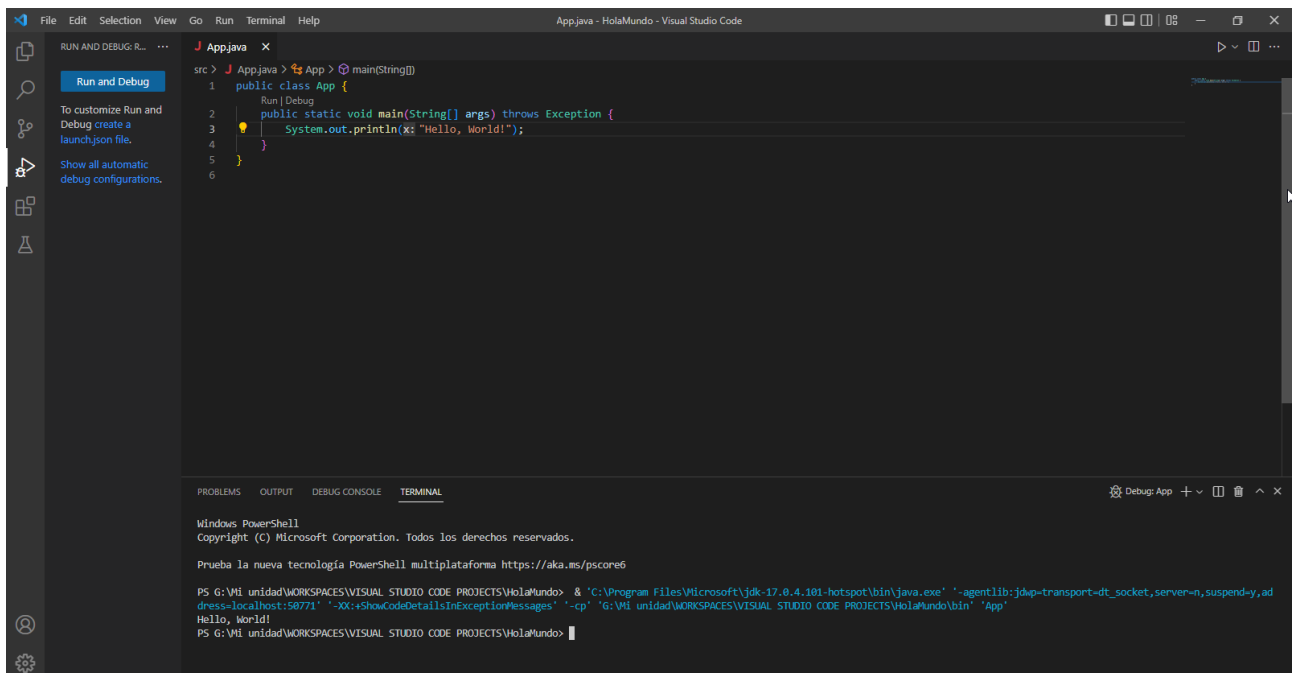 File Edit Selection View Go Run Terminal Help
App.java - HolaMundo - Visual Studio Code
RUN AND DEBUG: R... ···
Run and Debug
To customize Run and
Debug create a
launch.json file.
Show all automatic
debug configurations.
J App.java ×
src > J App.java > App > main(String[])
1 public class App {
Run | Debug
2 public static void main(String[] args) throws Exception {
3 System.out.println(x: "Hello, World!");
4 }
5 }
6
PROBLEMS OUTPUT DEBUG CONSOLE TERMINAL
Debug: App
Windows PowerShell
Copyright (C) Microsoft Corporation. Todos los derechos reservados.
Prueba la nueva tecnología PowerShell multiplataforma https://aka.ms/pscore6
PS G:\Mi unidad\WORKSPACES\VISUAL STUDIO CODE PROJECTS\HolaMundo> & 'C:\Program Files\Microsoft\jdk-17.0.4.101-hotspot\bin\java.exe' '-agentlib:jdwp=transport=dt_socket,server=n,suspend=y,ad
dress=localhost:50771' '-XX:+ShowCodeDetailsInExceptionMessages' '-cp' 'G:\Mi unidad\WORKSPACES\VISUAL STUDIO CODE PROJECTS\HolaMundo\bin' 'App'
Hello, World!
PS G:\Mi unidad\WORKSPACES\VISUAL STUDIO CODE PROJECTS\HolaMundo>